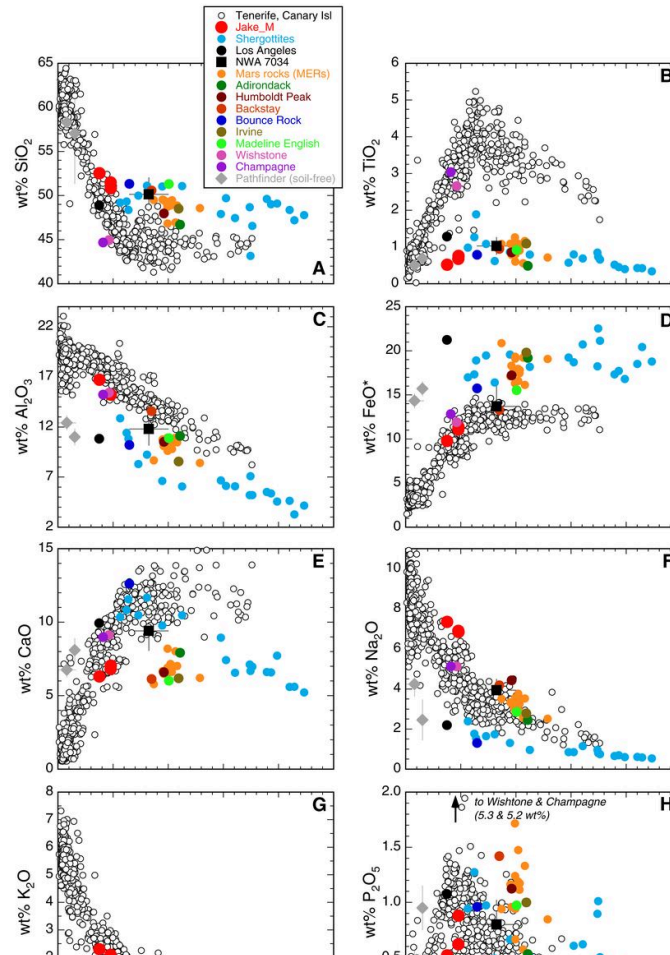 Tenerife, Canary Isl
Jake_M
Shergottites
Los Angeles
NWA 7034
Mars rocks (MERs)
Adirondack
Humboldt Peak
Backstay
Bounce Rock
Irvine
Madeline English
Wishstone
Champagne
Pathfinder (soil-free)
65
60
55
50
45
40
wt% SiO2
A
6
5
4
3
2
1
0
wt% TiO2
B
22
17
12
7
2
wt% Al2O3
C
25
20
15
10
5
0
wt% FeO*
D
15
10
5
0
wt% CaO
E
10
8
6
4
2
0
wt% Na2O
F
8
7
6
5
4
3
2
wt% K2O
G
2.0
1.5
1.0
0.5
wt% P2O5
H
to Wishtone & Champagne
(5.3 & 5.2 wt%)